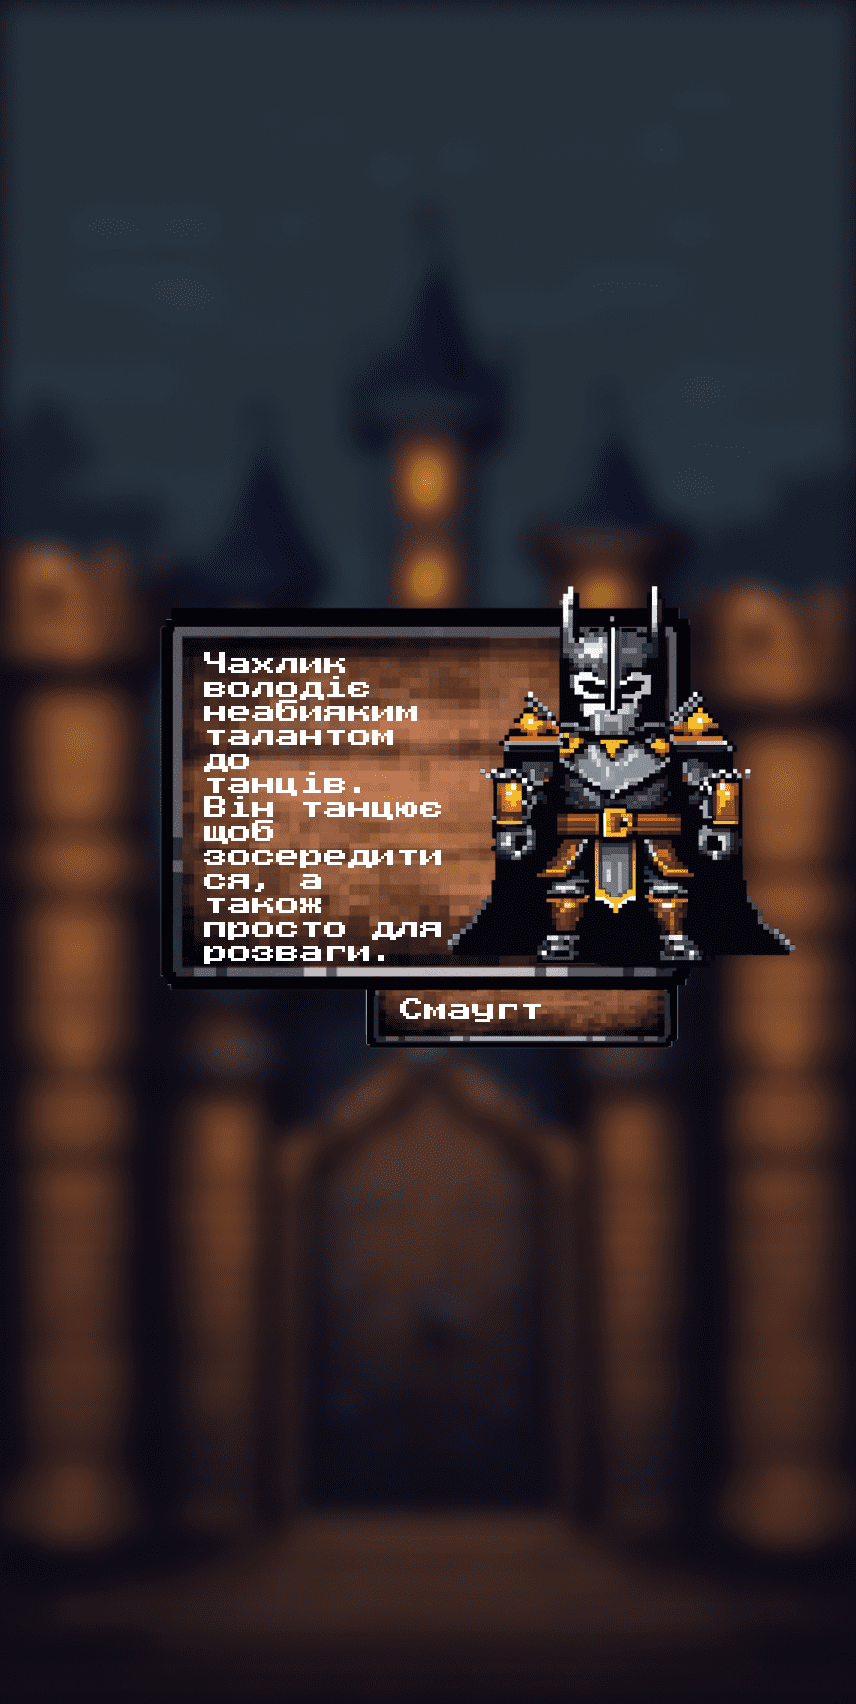 Чахлик
володіє
неабияким
талантом
до
танців.
Він танцює
щоб
зосередити
ся, а
також
просто для
розваги.
Смаугт